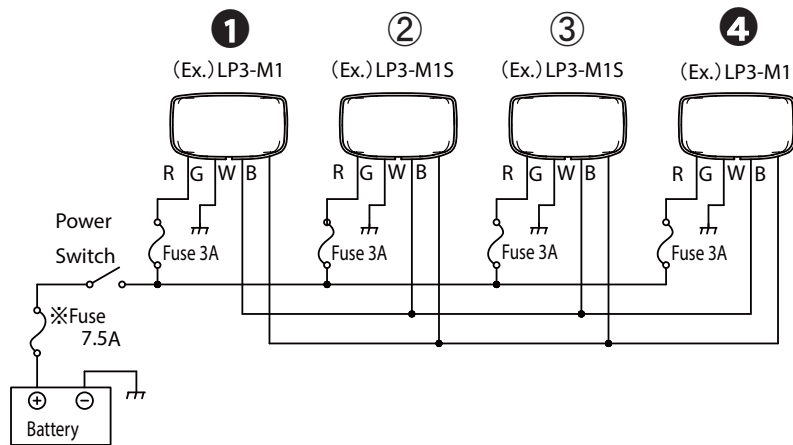 ❶ ② ③ ❹
(Ex.)LP3-M1 (Ex.)LP3-M1S (Ex.)LP3-M1S (Ex.)LP3-M1
R G W B R G W B R G W B R G W B
Power
Switch
Fuse 3A Fuse 3A Fuse 3A Fuse 3A
※Fuse
7.5A
⊕ ⊖
Battery